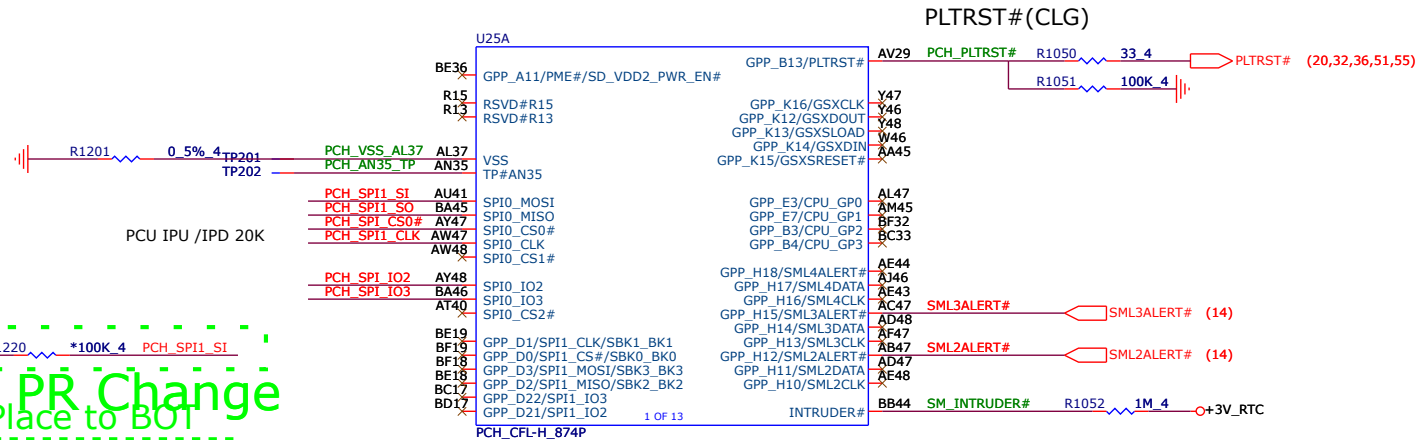 PLTRST#(CLG)
U25A
BE36 GPP_A11/PME#/SD_VDD2_PWR_EN#
R15 RSVD#R15
R13 RSVD#R13
R1201 0_5%_4 TP201 PCH_VSS_AL37 AL37 VSS
TP202 PCH_AN35_TP AN35 TP#AN35
PCH_SPI1_SI AU41 SPI0_MOSI
PCH_SPI1_SO BA45 SPI0_MISO
PCH_SPI_CS0# AY47 SPI0_CS0#
PCU IPU /IPD 20K PCH_SPI1_CLK AW47 SPI0_CLK
AW48 SPI0_CS1#
PCH_SPI_IO2 AY48 SPI0_IO2
PCH_SPI_IO3 BA46 SPI0_IO3
AT40 SPI0_CS2#
BE19 GPP_D1/SPI1_CLK/SBK1_BK1
BF19 GPP_D0/SPI1_CS#/SBK0_BK0
BF18 GPP_D3/SPI1_MOSI/SBK3_BK3
BE18 GPP_D2/SPI1_MISO/SBK2_BK2
BC17 GPP_D22/SPI1_IO3
BD17 GPP_D21/SPI1_IO2
1 OF 13
PCH_CFL-H_874P
GPP_B13/PLTRST# AV29 PCH_PLTRST# R1050 33_4 PLTRST# (20,32,36,51,55)
R1051 100K_4
GPP_K16/GSXCLK Y47
GPP_K12/GSXDOUT Y46
GPP_K13/GSXSLOAD Y48
GPP_K14/GSXDIN W46
GPP_K15/GSXSRESET# AA45
GPP_E3/CPU_GP0 AL47
GPP_E7/CPU_GP1 AM45
GPP_B3/CPU_GP2 BF32
GPP_B4/CPU_GP3 BC33
GPP_H18/SML4ALERT# AE44
GPP_H17/SML4DATA AJ46
GPP_H16/SML4CLK AE43
GPP_H15/SML3ALERT# AC47 SML3ALERT# SML3ALERT# (14)
GPP_H14/SML3DATA AD48
GPP_H13/SML3CLK AF47
GPP_H12/SML2ALERT# AB47 SML2ALERT# SML2ALERT# (14)
GPP_H11/SML2DATA AD47
GPP_H10/SML2CLK AE48
INTRUDER# BB44 SM_INTRUDER# R1052 1M_4 +3V_RTC
220 *100K_4 PCH_SPI1_SI
PR Change
Place to BOT